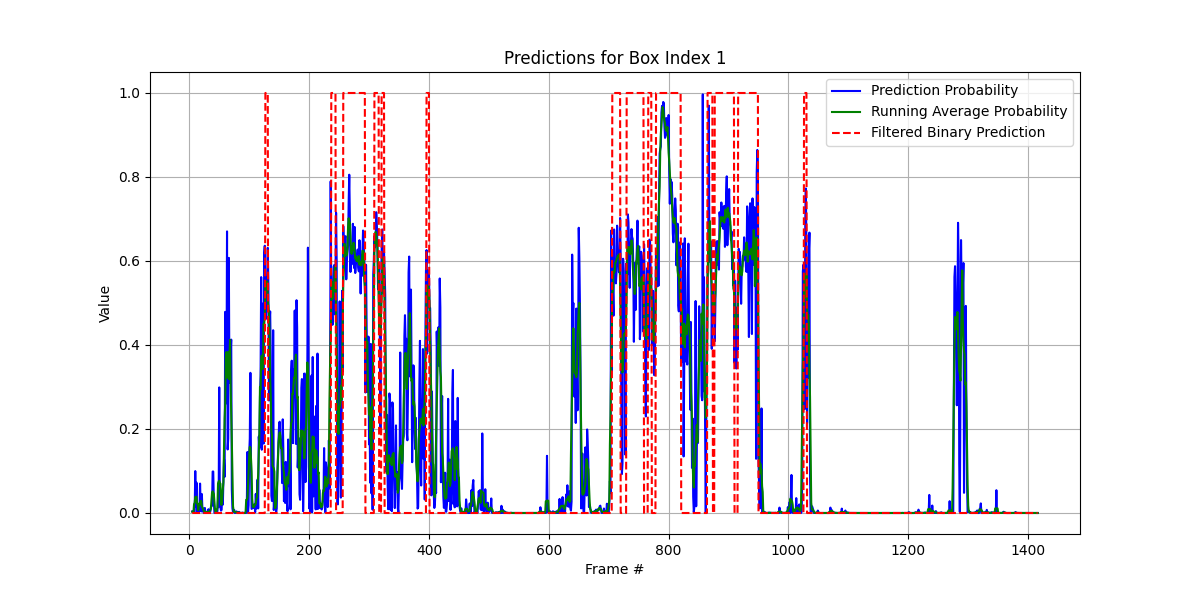 Predictions for Box Index 1
Prediction Probability
Running Average Probability
Filtered Binary Prediction
Value
1.0
0.8
0.6
0.4
0.2
0.0
0 200 400 600 800 1000 1200 1400
Frame #